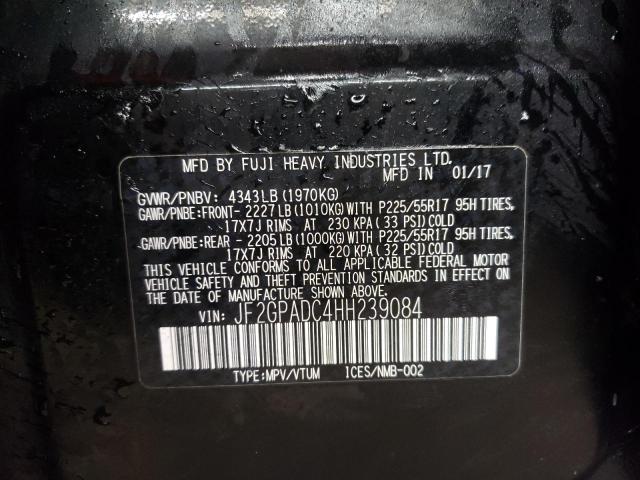 MFD BY FUJI HEAVY INDUSTRIES LTD.
MFD IN 01/17
GVWR/PNBV: 4343LB (1970KG)
GAWR/PNBE:FRONT- 2227LB (1010KG)WITH P225/55R17 95H TIRES,
17X7J RIMS AT 230 KPA (33 PSI)COLD
GAWR/PNBE:REAR - 2205LB (1000KG)WITH P225/55R17 95H TIRES,
17X7J RIMS AT 220 KPA (32 PSI)COLD
THIS VEHICLE CONFORMS TO ALL APPLICABLE FEDERAL MOTOR
VEHICLE SAFETY AND THEFT PREVENTION STANDARDS IN EFFECT ON
THE DATE OF MANUFACTURE SHOWN ABOVE.
VIN: JF2GPADC4HH239084
TYPE:MPV/VTUM ICES/NMB-002